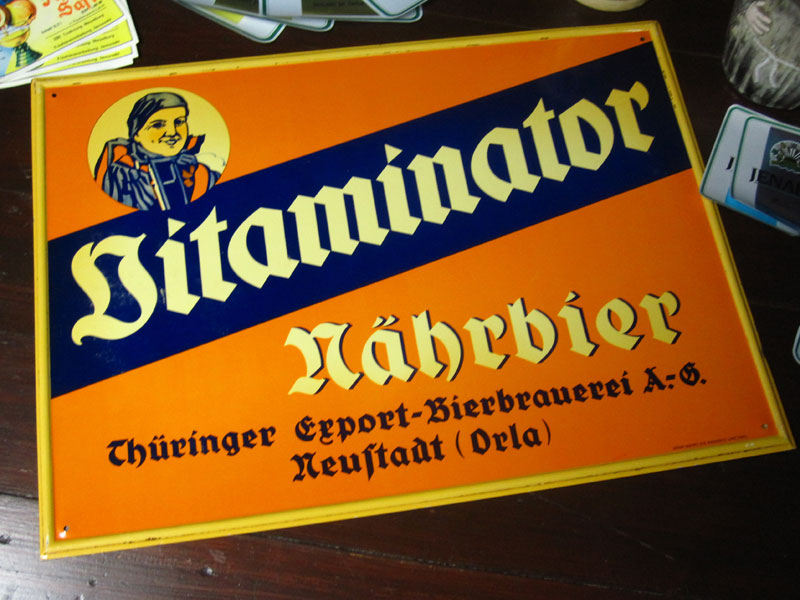 Vitaminator
Nährbier
Thüringer Export-Bierbrauerei A.-G.
Neuſtadt (Orla)